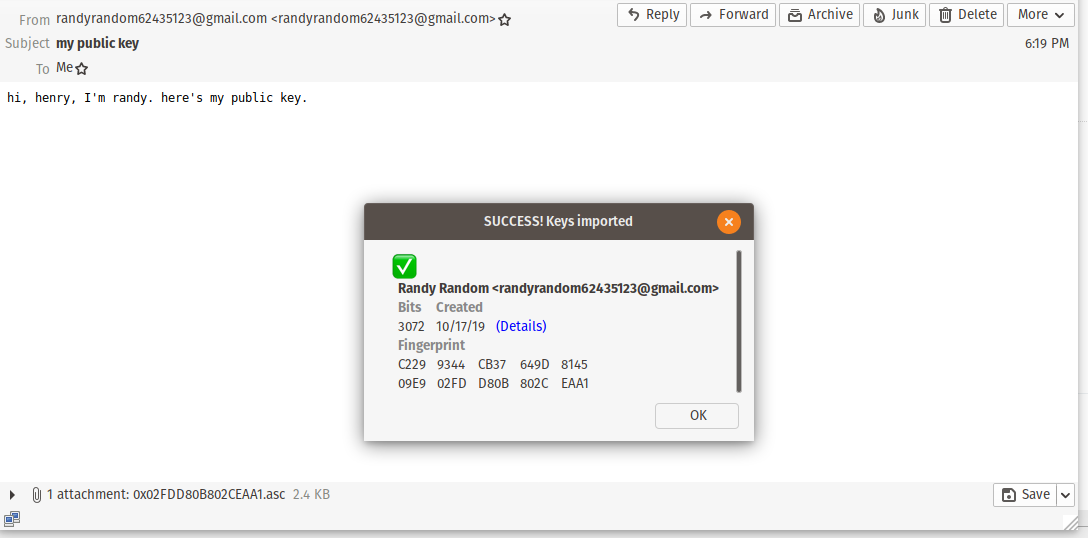 From randyrandom62435123@gmail.com <randyrandom62435123@gmail.com>
Reply Forward Archive Junk Delete More
Subject my public key 6:19 PM
To Me
hi, henry, I'm randy. here's my public key.
SUCCESS! Keys imported
Randy Random <randyrandom62435123@gmail.com>
Bits Created
3072 10/17/19 (Details)
Fingerprint
C229 9344 CB37 649D 8145
09E9 02FD D80B 802C EAA1
OK
1 attachment: 0x02FDD80B802CEAA1.asc 2.4 KB Save